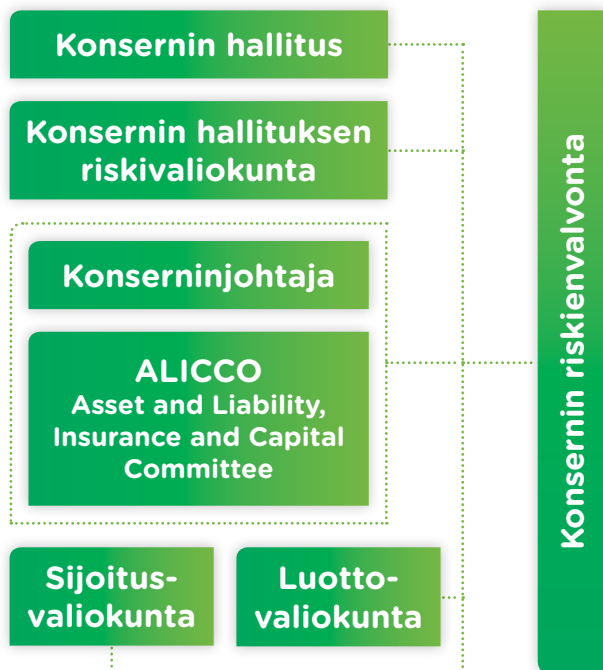 Konsernin hallitus
Konsernin hallituksen
riskivaliokunta
Konserninjohtaja
ALICCO
Asset and Liability,
Insurance and Capital
Committee
Sijoitus-
valiokunta
Luotto-
valiokunta
Konsernin riskienvalvonta